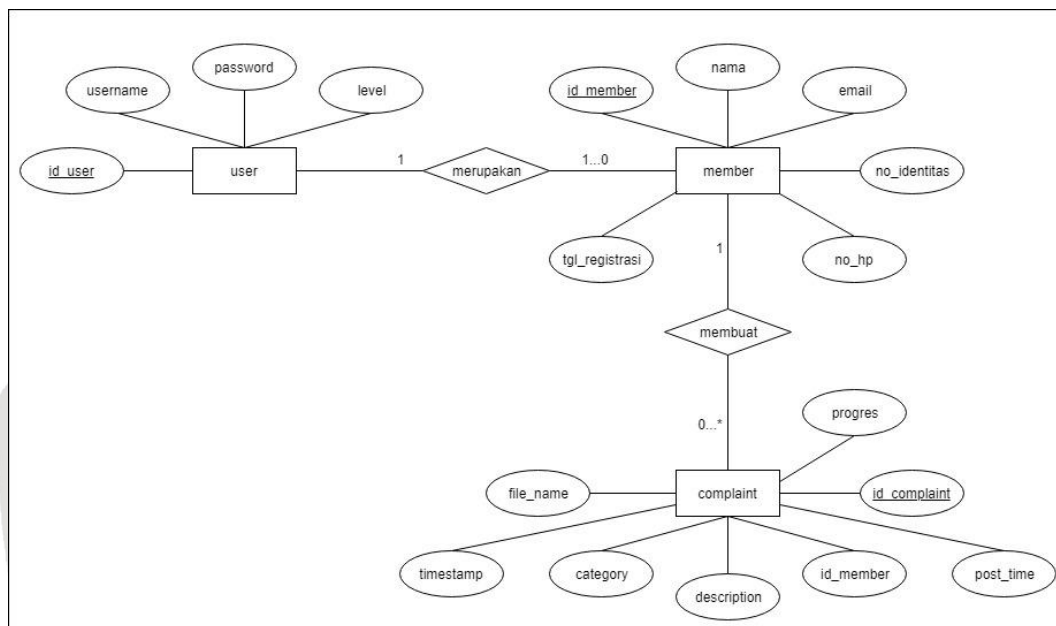 password
nama
username
level
id_member
email
id_user
user
1
merupakan
1...0
member
no_identitas
tgl_registrasi
1
no_hp
membuat
progres
0...*
file_name
complaint
id_complaint
timestamp
category
description
id_member
post_time